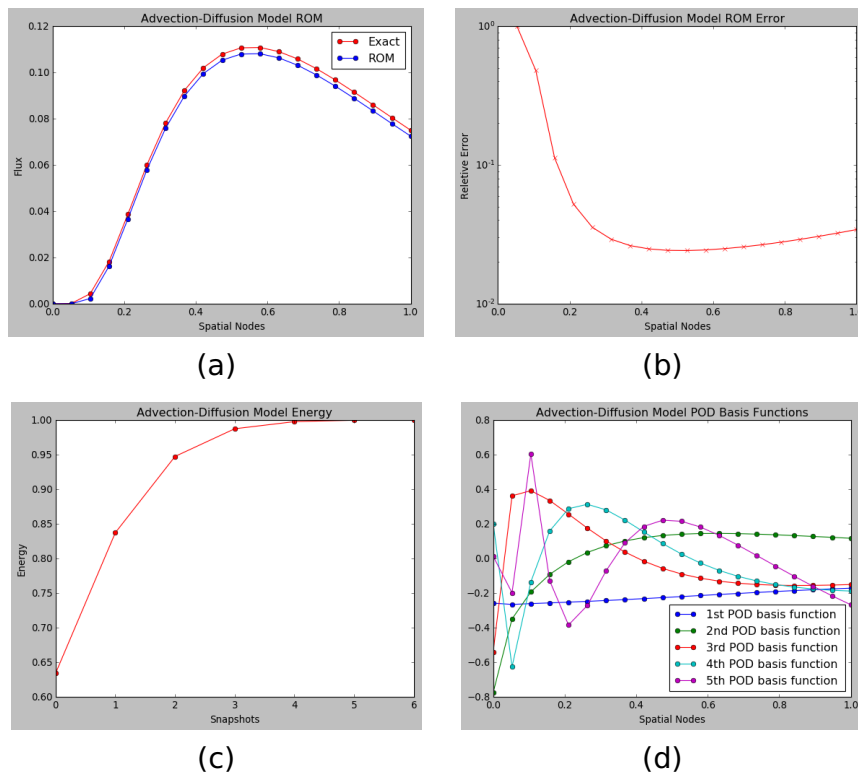 Advection-Diffusion Model ROM
0.12
0.10
0.08
0.06
0.04
0.02
0.00
Flux
0.0 0.2 0.4 0.6 0.8 1.0
Spatial Nodes
Exact
ROM
(a)
Advection-Diffusion Model ROM Error
10^0
10^-1
10^-2
Reletive Error
0.0 0.2 0.4 0.6 0.8 1.0
Spatial Nodes
(b)
Advection-Diffusion Model Energy
1.00
0.95
0.90
0.85
0.80
0.75
0.70
0.65
0.60
Energy
0 1 2 3 4 5 6
Snapshots
(c)
Advection-Diffusion Model POD Basis Functions
0.8
0.6
0.4
0.2
0.0
−0.2
−0.4
−0.6
−0.8
0.0 0.2 0.4 0.6 0.8 1.0
Spatial Nodes
1st POD basis function
2nd POD basis function
3rd POD basis function
4th POD basis function
5th POD basis function
(d)